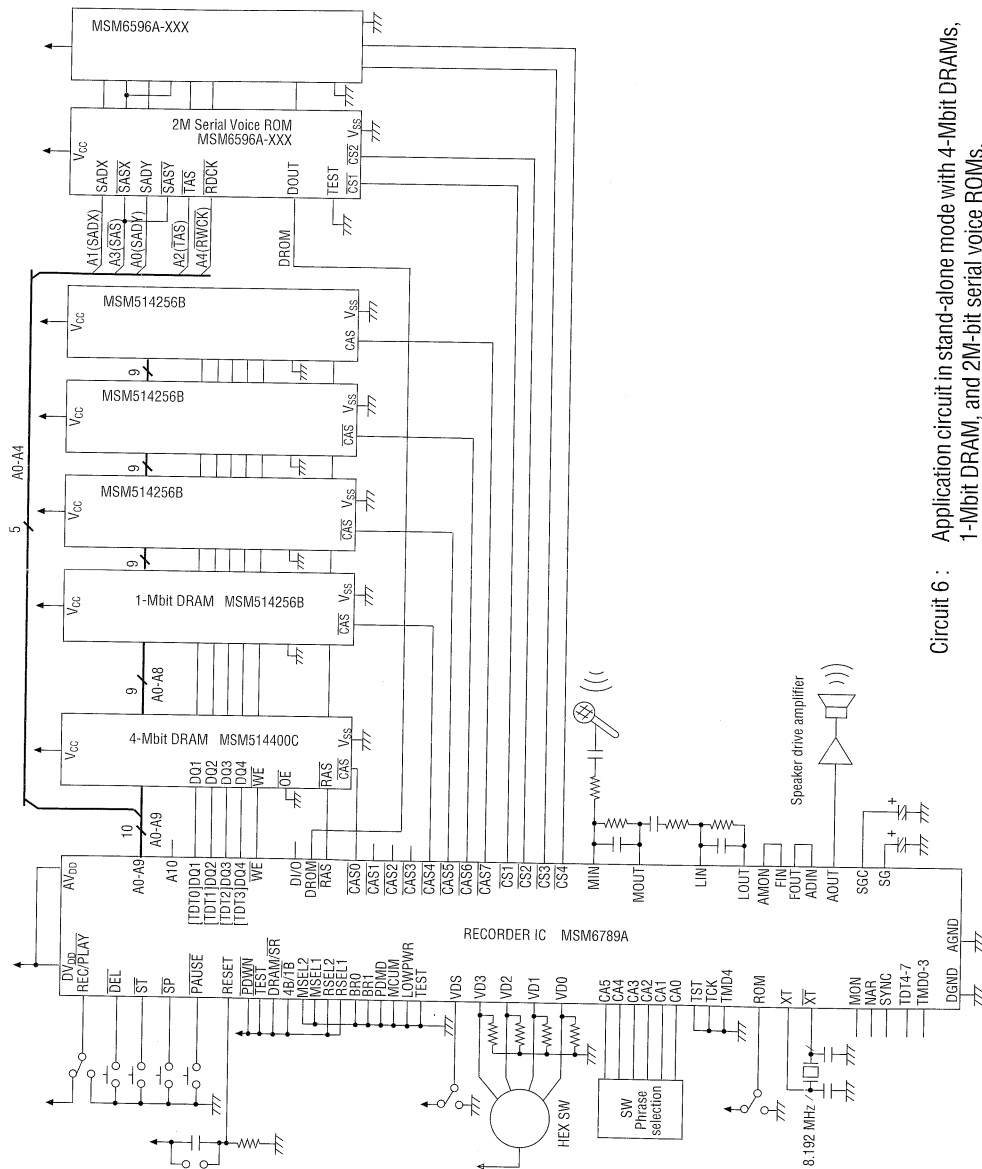 MSM6596A-XXX
2M Serial Voice ROM
MSM6596A-XXX
VCC
SADX
SASX
SADY
SASY
TAS
RDCK
DOUT
TEST
CS1
CS2
VSS
A1(SADX)
A3(SAS)
A0(SADY)
A2(TAS)
A4(RWCK)
DROM
MSM514256B
VCC
CAS
VSS
9
MSM514256B
VCC
CAS
VSS
9
MSM514256B
VCC
CAS
VSS
9
A0-A4
5
1-Mbit DRAM MSM514256B
VCC
CAS
VSS
9
A0-A8
4-Mbit DRAM MSM514400C
VCC
DQ1
DQ2
DQ3
DQ4
WE
OE
RAS
CAS
VSS
10
A0-A9
RECORDER IC MSM6789A
AVDD
A0-A9
A10
[TDT0]DQ1
[TDT1]DQ2
[TDT2]DQ3
[TDT3]DQ4
WE
DI/O
DROM
RAS
CAS0
CAS1
CAS2
CAS3
CAS4
CAS5
CAS6
CAS7
CS1
CS2
CS3
CS4
MIN
MOUT
LIN
LOUT
AMON
FIN
FOUT
ADIN
AOUT
SGC
SG
AGND
Speaker drive amplifier
+
+
DVDD
REC/PLAY
DEL
ST
SP
PAUSE
RESET
PDWN
TEST
DRAM/SR
4B/1B
MSEL2
MSEL1
RSEL2
RSEL1
BR0
BR1
PDMD
MCUM
LOWPWR
TEST
VDS
VD3
VD2
VD1
VD0
CA5
CA4
CA3
CA2
CA1
CA0
TST
TCK
TMD4
ROM
XT
XT
MON
NAR
SYNC
TDT4-7
TMD0-3
DGND
HEX SW
SW
Phrase
selection
8.192 MHz
Circuit 6 : Application circuit in stand-alone mode with 4-Mbit DRAMs,
1-Mbit DRAM, and 2M-bit serial voice ROMs.